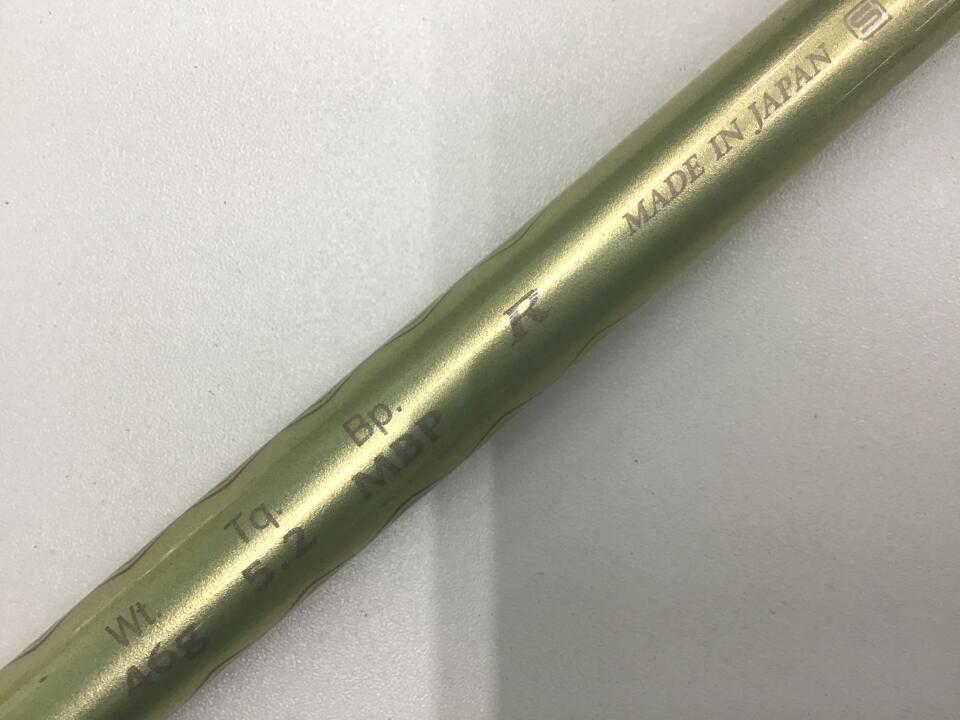 Wt. Tq. Bp.
46g 5.2 MBP R MADE IN JAPAN S